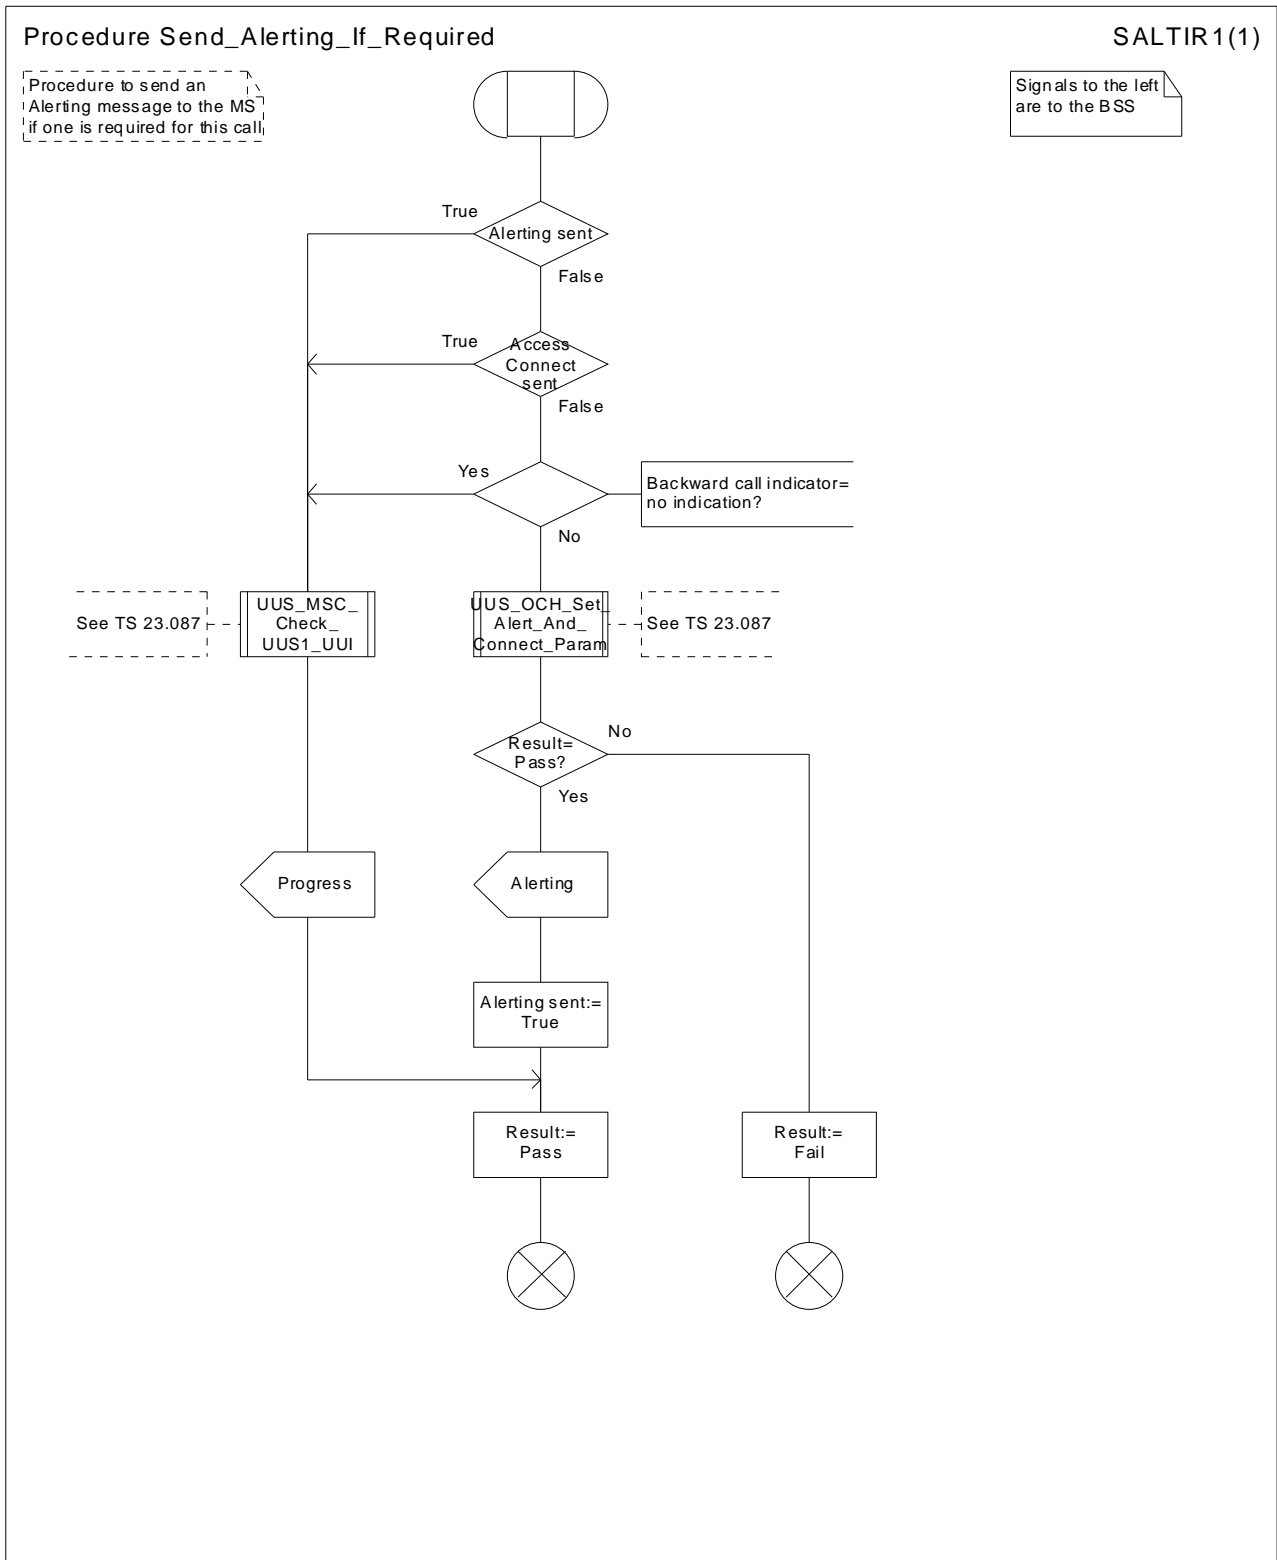 Procedure Send_Alerting_If_Required
SALTIR1(1)
Procedure to send an
Alerting message to the MS
if one is required for this call
Signals to the left
are to the BSS
True
Alerting sent
False
True
Access
Connect
sent
False
Yes
Backward call indicator=
no indication?
No
See TS 23.087
UUS_MSC_
Check_
UUS1_UUI
UUS_OCH_Set_
Alert_And_
Connect_Param
See TS 23.087
Result=
Pass?
No
Yes
Progress
Alerting
Alerting sent:=
True
Result:=
Pass
Result:=
Fail